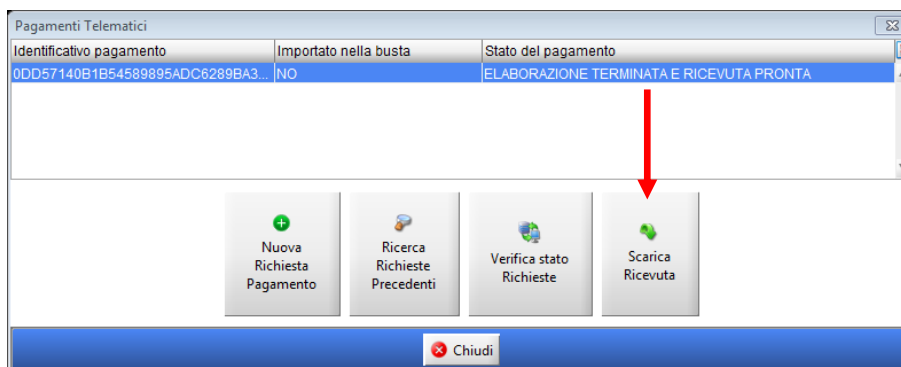 Pagamenti Telematici
Identificativo pagamento Importato nella busta Stato del pagamento
0DD57140B1B54589895ADC6289BA3... NO ELABORAZIONE TERMINATA E RICEVUTA PRONTA
Nuova
Richiesta
Pagamento
Ricerca
Richieste
Precedenti
Verifica stato
Richieste
Scarica
Ricevuta
Chiudi